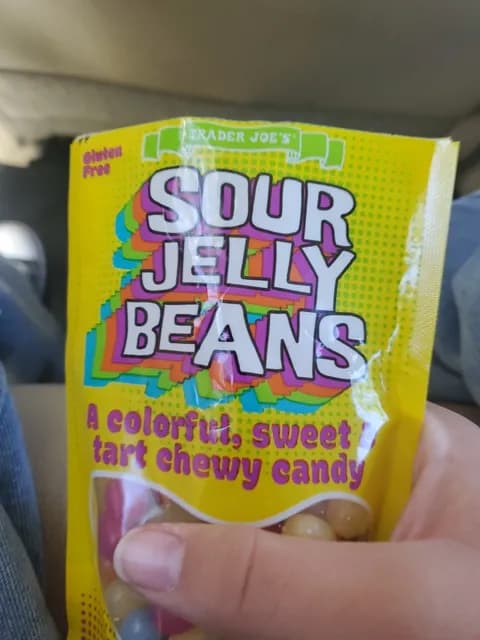 TRADER JOE'S
Gluten
Free
SOUR
JELLY
BEANS
A colorful, sweet
tart chewy candy